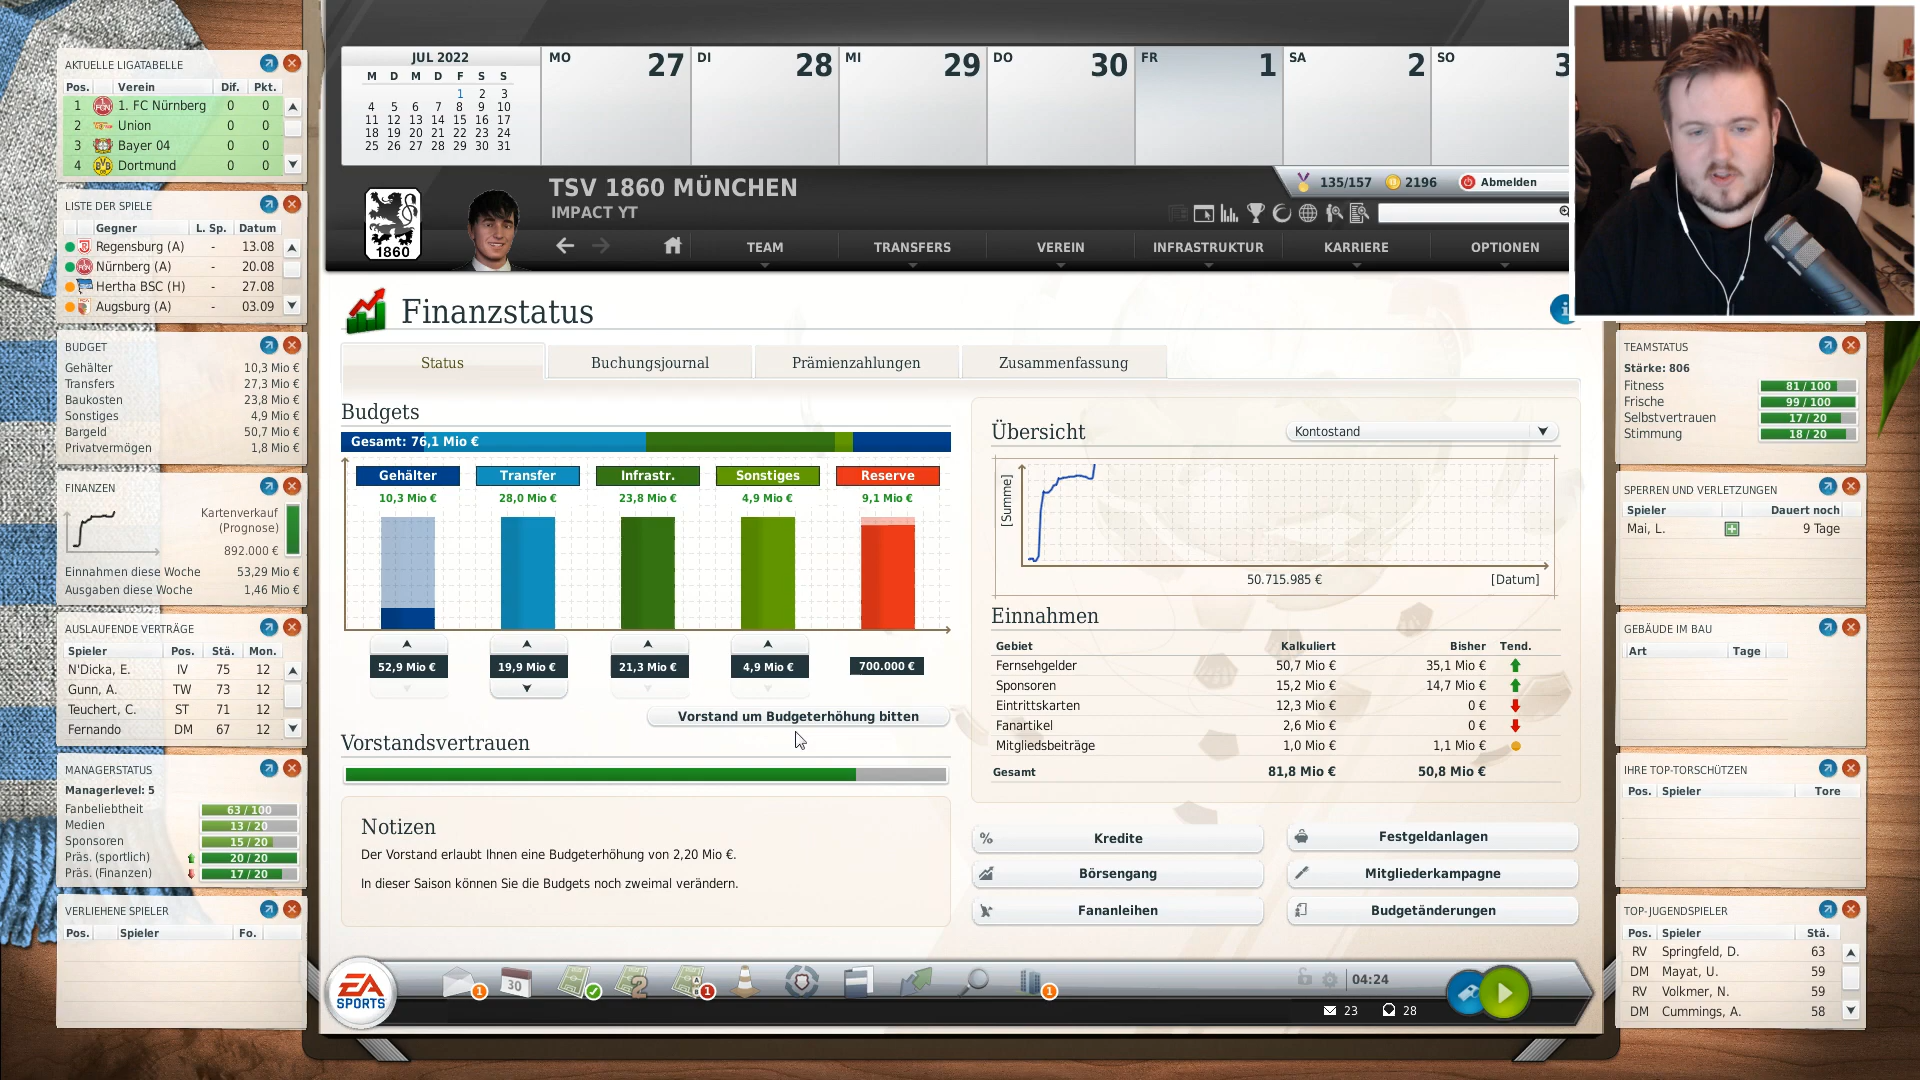 AKTUELLE LIGATABELLE
Pos. Verein Dif. Pkt.
1 1. FC Nürnberg 0 0
2 Union 0 0
3 Bayer 04 0 0
4 Dortmund 0 0
LISTE DER SPIELE
Gegner L. Sp. Datum
Regensburg (A) - 13.08
Nürnberg (A) - 20.08
Hertha BSC (H) - 27.08
Augsburg (A) - 03.09
BUDGET
Gehälter 10,3 Mio €
Transfers 27,3 Mio €
Baukosten 23,8 Mio €
Sonstiges 4,9 Mio €
Bargeld 50,7 Mio €
Privatvermögen 1,8 Mio €
FINANZEN
Kartenverkauf
(Prognose)
892.000 €
Einnahmen diese Woche 53,29 Mio €
Ausgaben diese Woche 1,46 Mio €
AUSLAUFENDE VERTRÄGE
Spieler Pos. Stä. Mon.
N'Dicka, E. IV 75 12
Gunn, A. TW 73 12
Teuchert, C. ST 71 12
Fernando DM 67 12
MANAGERSTATUS
Managerlevel: 5
Fanbeliebtheit 63 / 100
Medien 13 / 20
Sponsoren 15 / 20
Präs. (sportlich) 20 / 20
Präs. (Finanzen) 17 / 20
VERLIEHENE SPIELER
Pos. Spieler Fo.
JUL 2022
M D M D F S S
1 2 3
4 5 6 7 8 9 10
11 12 13 14 15 16 17
18 19 20 21 22 23 24
25 26 27 28 29 30 31
MO 27 DI 28 MI 29 DO 30 FR 1 SA 2 SO 3
1860
TSV 1860 MÜNCHEN
IMPACT YT
135/157 2196 Abmelden
TEAM TRANSFERS VEREIN INFRASTRUKTUR KARRIERE OPTIONEN
Finanzstatus
Status Buchungsjournal Prämienzahlungen Zusammenfassung
Budgets
Gesamt: 76,1 Mio €
Gehälter Transfer Infrastr. Sonstiges Reserve
10,3 Mio € 28,0 Mio € 23,8 Mio € 4,9 Mio € 9,1 Mio €
52,9 Mio € 19,9 Mio € 21,3 Mio € 4,9 Mio € 700.000 €
Vorstand um Budgeterhöhung bitten
Vorstandsvertrauen
Notizen
Der Vorstand erlaubt Ihnen eine Budgeterhöhung von 2,20 Mio €.
In dieser Saison können Sie die Budgets noch zweimal verändern.
Übersicht
Kontostand
[Summe]
50.715.985 € [Datum]
Einnahmen
Gebiet Kalkuliert Bisher Tend.
Fernsehgelder 50,7 Mio € 35,1 Mio €
Sponsoren 15,2 Mio € 14,7 Mio €
Eintrittskarten 12,3 Mio € 0 €
Fanartikel 2,6 Mio € 0 €
Mitgliedsbeiträge 1,0 Mio € 1,1 Mio €
Gesamt 81,8 Mio € 50,8 Mio €
Kredite Festgeldanlagen
Börsengang Mitgliederkampagne
Fananleihen Budgetänderungen
EA
SPORTS
1 30 2 1 1
04:24
23 28
TEAMSTATUS
Stärke: 806
Fitness 81 / 100
Frische 99 / 100
Selbstvertrauen 17 / 20
Stimmung 18 / 20
SPERREN UND VERLETZUNGEN
Spieler Dauert noch
Mai, L. 9 Tage
GEBÄUDE IM BAU
Art Tage
IHRE TOP-TORSCHÜTZEN
Pos. Spieler Tore
TOP-JUGENDSPIELER
Pos. Spieler Stä.
RV Springfeld, D. 63
DM Mayat, U. 59
RV Volkmer, N. 59
DM Cummings, A. 58